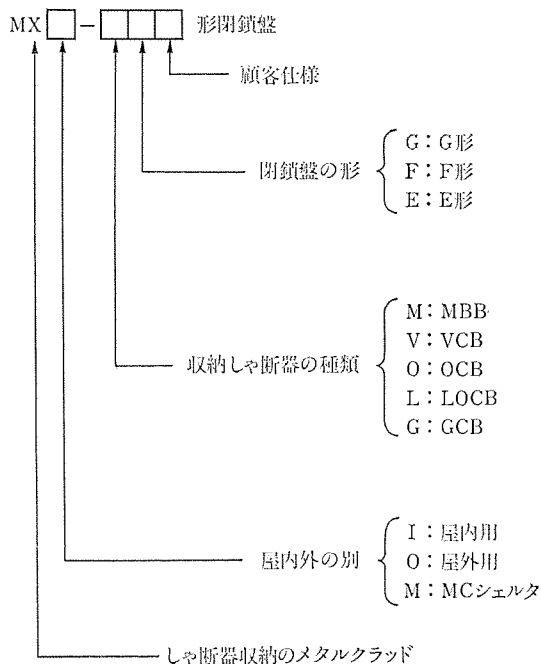 MX□−□□□ 形閉鎖盤
顧客仕様
閉鎖盤の形
G：G形
F：F形
E：E形
収納しゃ断器の種類
M：MBB
V：VCB
O：OCB
L：LOCB
G：GCB
屋内外の別
I：屋内用
O：屋外用
M：MCシェルタ
しゃ断器収納のメタルクラッド